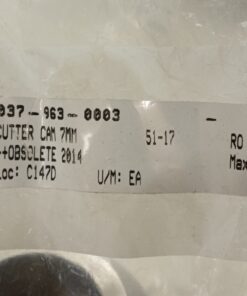 037-963-0003 -
CUTTER CAM 7MM 51-17 RO
++OBSOLETE 2014 Max
Loc: C147D U/M: EA